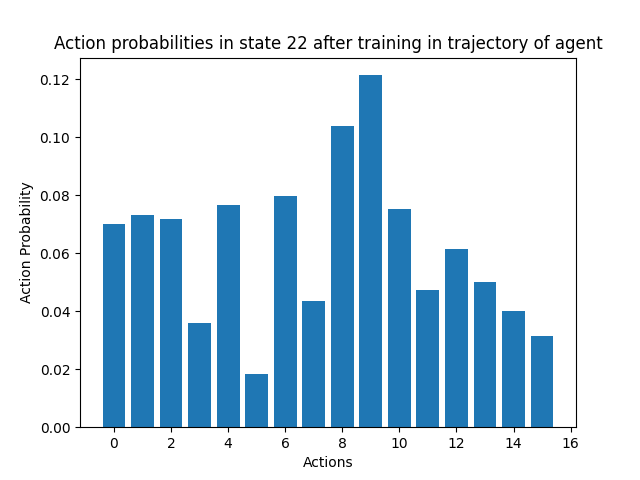 Action probabilities in state 22 after training in trajectory of agent
0.12
0.10
0.08
0.06
0.04
0.02
0.00
Action Probability
0 2 4 6 8 10 12 14 16
Actions